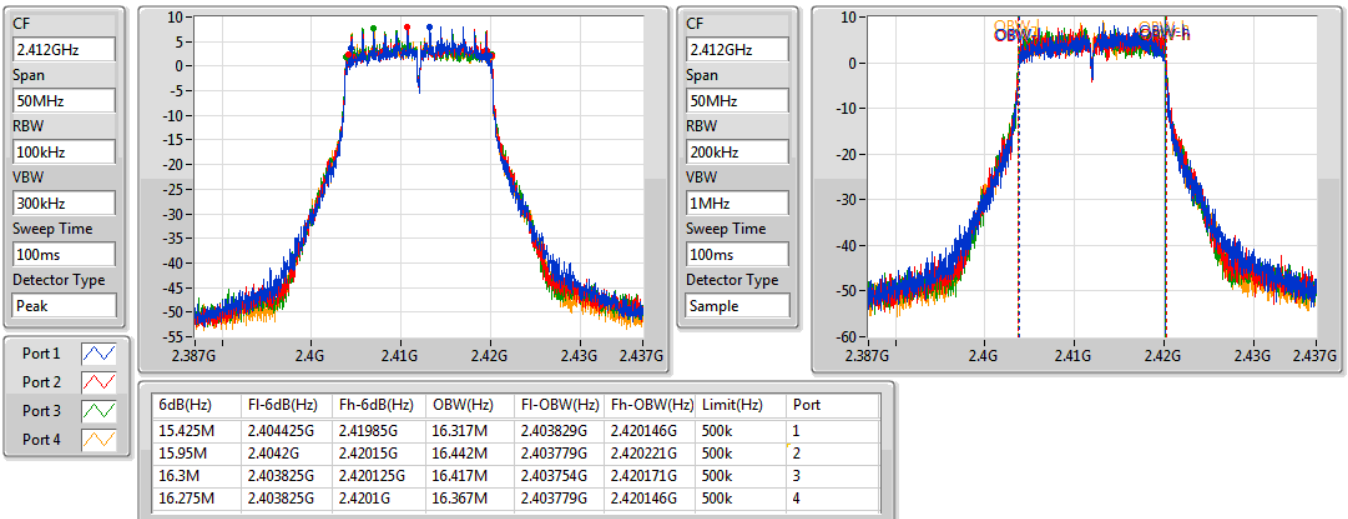 CF
2.412GHz
Span
50MHz
RBW
100kHz
VBW
300kHz
Sweep Time
100ms
Detector Type
Peak
10
5
0
-5
-10
-15
-20
-25
-30
-35
-40
-45
-50
-55
2.387G 2.4G 2.41G 2.42G 2.43G 2.437G
CF
2.412GHz
Span
50MHz
RBW
200kHz
VBW
1MHz
Sweep Time
100ms
Detector Type
Sample
10
0
-10
-20
-30
-40
-50
-60
OBW-l OBW-h
2.387G 2.4G 2.41G 2.42G 2.43G 2.437G
Port 1
Port 2
Port 3
Port 4
6dB(Hz) Fl-6dB(Hz) Fh-6dB(Hz) OBW(Hz) Fl-OBW(Hz) Fh-OBW(Hz) Limit(Hz) Port
15.425M 2.404425G 2.41985G 16.317M 2.403829G 2.420146G 500k 1
15.95M 2.4042G 2.42015G 16.442M 2.403779G 2.420221G 500k 2
16.3M 2.403825G 2.420125G 16.417M 2.403754G 2.420171G 500k 3
16.275M 2.403825G 2.4201G 16.367M 2.403779G 2.420146G 500k 4